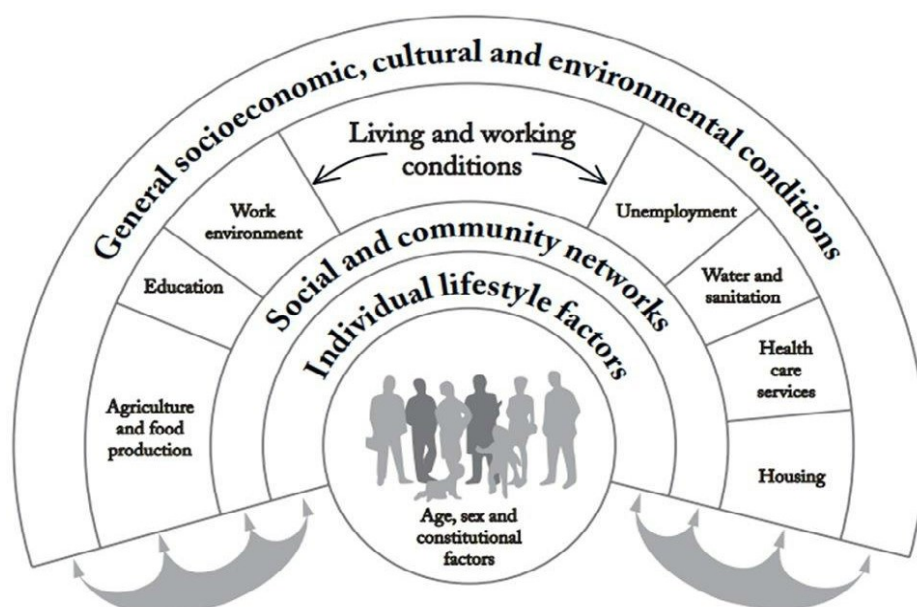 General socioeconomic, cultural and environmental conditions
Living and working
conditions
Work
environment
Unemployment
Education
Water and
sanitation
Agriculture
and food
production
Health
care
services
Housing
Social and community networks
Individual lifestyle factors
Age, sex and
constitutional
factors